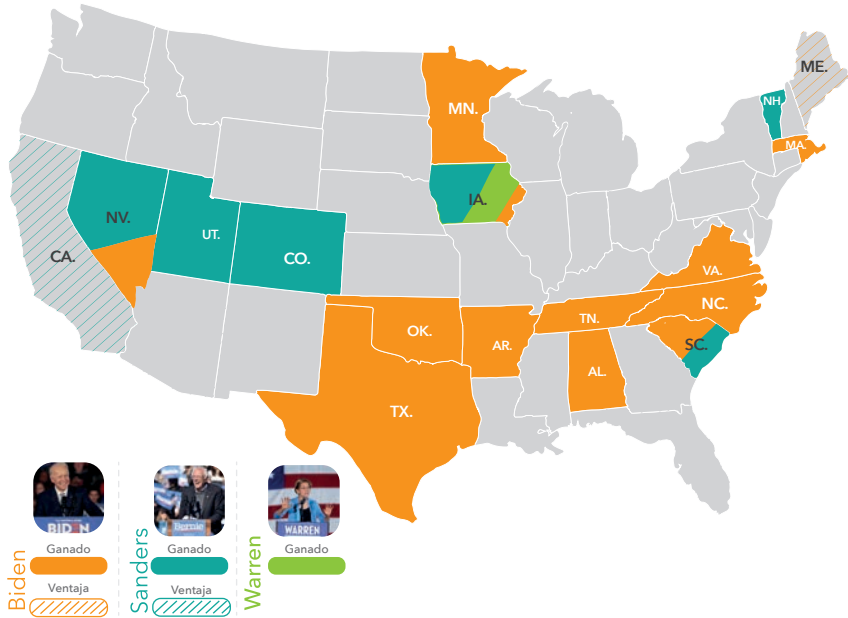 ME.
NH.
MN.
MA.
IA.
NV.
UT.
CA.
CO.
VA.
NC.
TN.
OK.
AR.
SC.
AL.
TX.
Biden
BIDEN
Ganado
Ventaja
Sanders
Bernie
Ganado
Ventaja
Warren
WARREN
Ganado